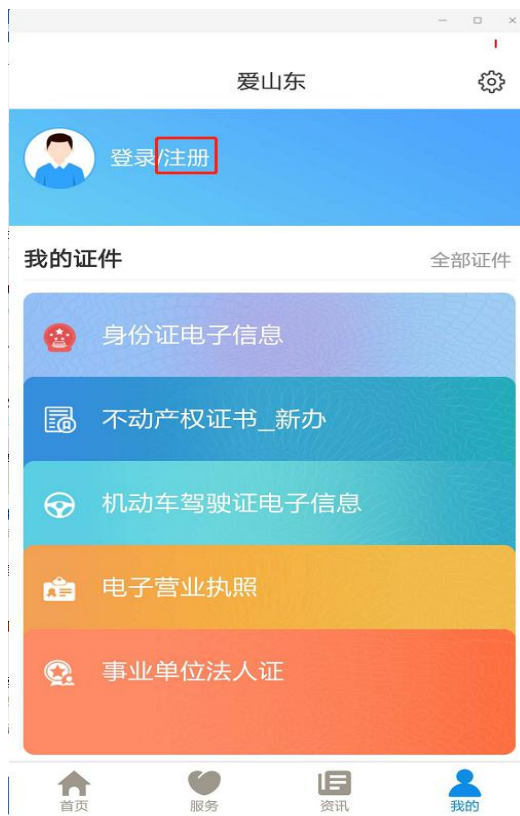 爱山东
登录/注册
我的证件 全部证件
身份证电子信息
不动产权证书_新办
机动车驾驶证电子信息
电子营业执照
事业单位法人证
首页 服务 资讯 我的